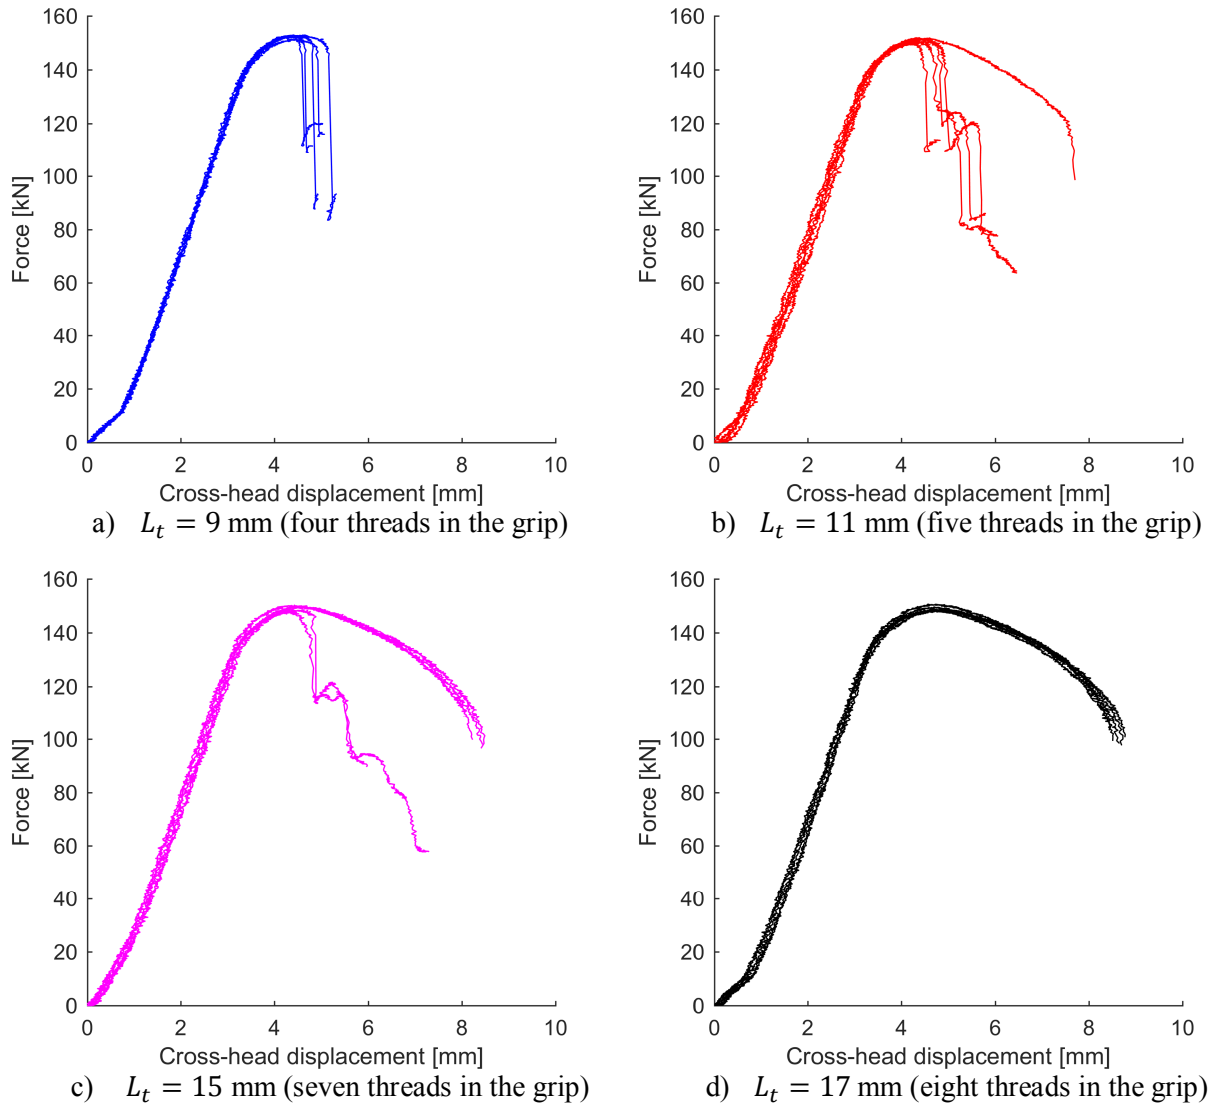 160
140
120
100
80
60
40
20
0
Force [kN]
0 2 4 6 8 10
Cross-head displacement [mm]
a) L_t = 9 mm (four threads in the grip)
160
140
120
100
80
60
40
20
0
Force [kN]
0 2 4 6 8 10
Cross-head displacement [mm]
b) L_t = 11 mm (five threads in the grip)
160
140
120
100
80
60
40
20
0
Force [kN]
0 2 4 6 8 10
Cross-head displacement [mm]
c) L_t = 15 mm (seven threads in the grip)
160
140
120
100
80
60
40
20
0
Force [kN]
0 2 4 6 8 10
Cross-head displacement [mm]
d) L_t = 17 mm (eight threads in the grip)